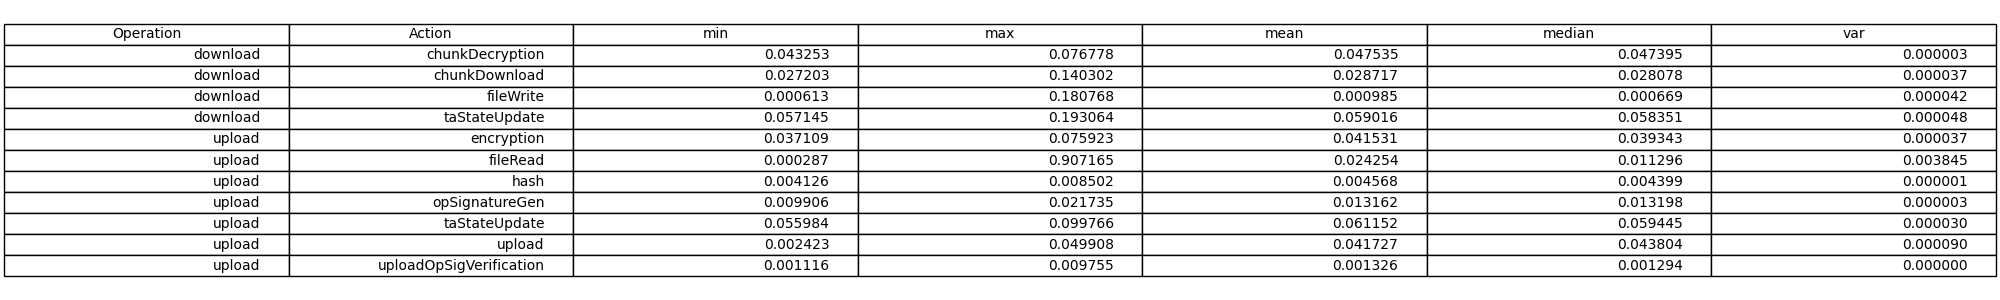 Operation Action min max mean median var
download chunkDecryption 0.043253 0.076778 0.047535 0.047395 0.000003
download chunkDownload 0.027203 0.140302 0.028717 0.028078 0.000037
download fileWrite 0.000613 0.180768 0.000985 0.000669 0.000042
download taStateUpdate 0.057145 0.193064 0.059016 0.058351 0.000048
upload encryption 0.037109 0.075923 0.041531 0.039343 0.000037
upload fileRead 0.000287 0.907165 0.024254 0.011296 0.003845
upload hash 0.004126 0.008502 0.004568 0.004399 0.000001
upload opSignatureGen 0.009906 0.021735 0.013162 0.013198 0.000003
upload taStateUpdate 0.055984 0.099766 0.061152 0.059445 0.000030
upload upload 0.002423 0.049908 0.041727 0.043804 0.000090
upload uploadOpSigVerification 0.001116 0.009755 0.001326 0.001294 0.000000